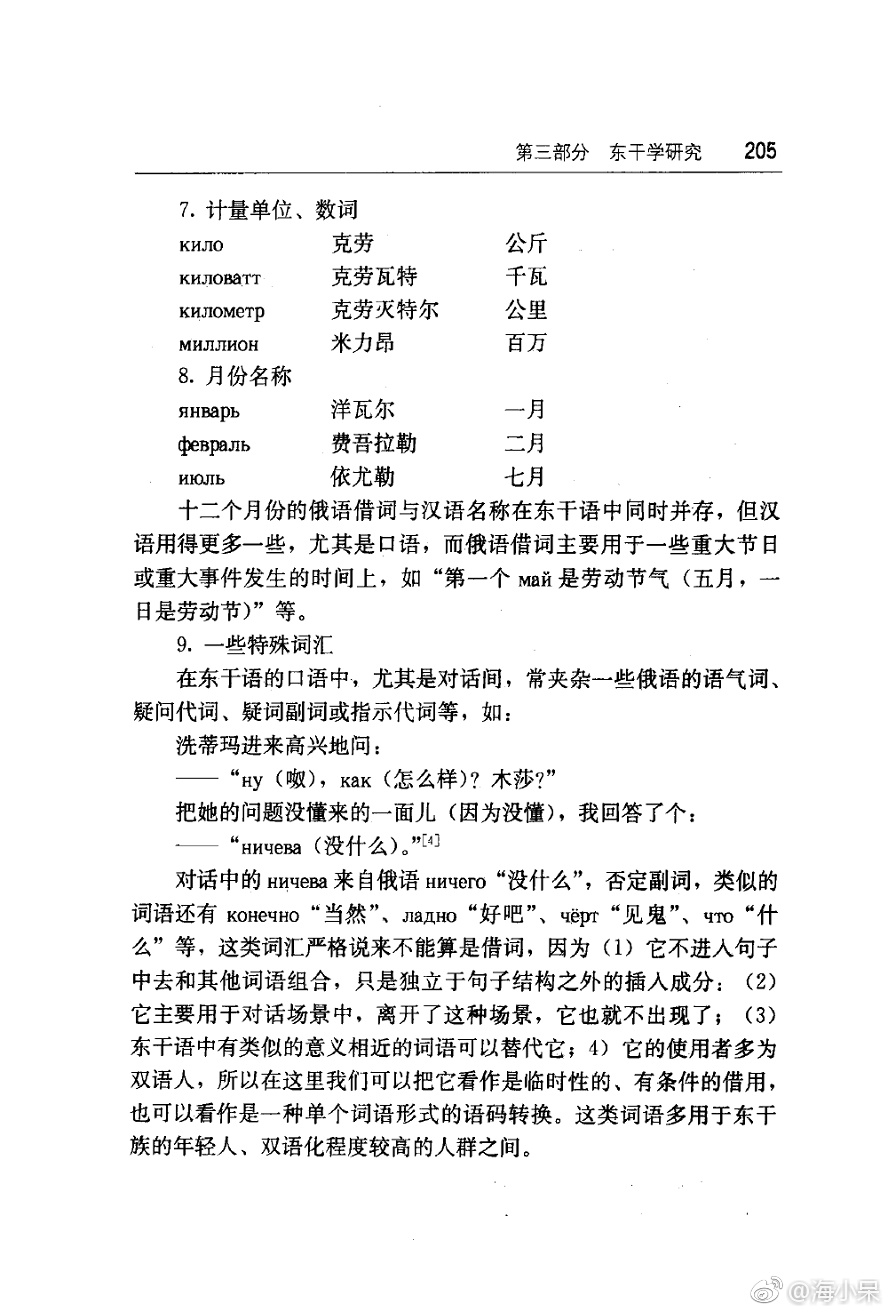 第三部分 东干学研究 205
7. 计量单位、数词
кило 克劳 公斤
киловатт 克劳瓦特 千瓦
километр 克劳灭特尔 公里
миллион 米力昂 百万
8. 月份名称
январь 洋瓦尔 一月
февраль 费吾拉勒 二月
июль 依尤勒 七月
十二个月份的俄语借词与汉语名称在东干语中同时并存，但汉
语用得更多一些，尤其是口语，而俄语借词主要用于一些重大节日
或重大事件发生的时间上，如“第一个 май 是劳动节气（五月，一
日是劳动节）”等。
9. 一些特殊词汇
在东干语的口语中，尤其是对话间，常夹杂一些俄语的语气词、
疑问代词、疑词副词或指示代词等，如：
洗蒂玛进来高兴地问：
——“ну（呶），как（怎么样）？木莎？”
把她的问题没懂来的一面儿（因为没懂），我回答了个：
——“ничева（没什么）。”[4]
对话中的 ничева 来自俄语 ничего“没什么”，否定副词，类似的
词语还有 конечно“当然”、ладно“好吧”、чёрт“见鬼”、что“什
么”等，这类词汇严格说来不能算是借词，因为（1）它不进入句子
中去和其他词语组合，只是独立于句子结构之外的插入成分：（2）
它主要用于对话场景中，离开了这种场景，它也就不出现了；（3）
东干语中有类似的意义相近的词语可以替代它；4）它的使用者多为
双语人，所以在这里我们可以把它看作是临时性的、有条件的借用，
也可以看作是一种单个词语形式的语码转换。这类词语多用于东干
族的年轻人、双语化程度较高的人群之间。
@海小呆